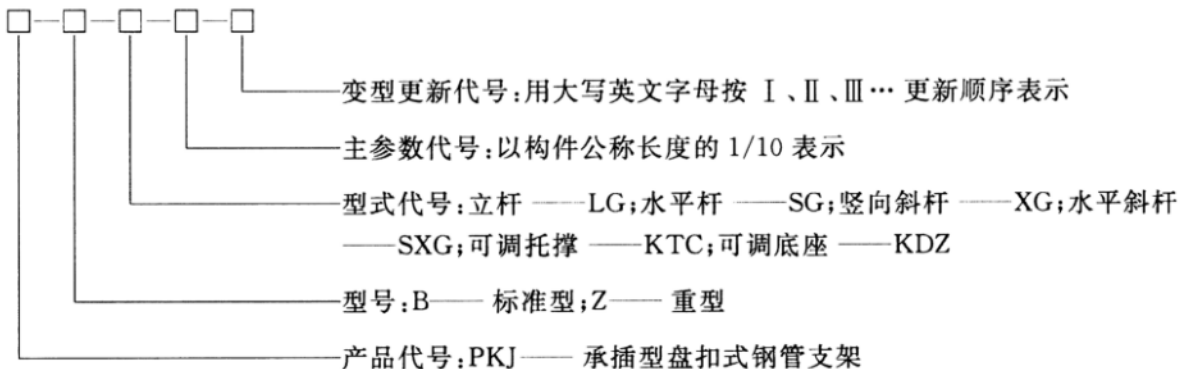 □—□—□—□—□
变型更新代号:用大写英文字母按 Ⅰ、Ⅱ、Ⅲ… 更新顺序表示
主参数代号:以构件公称长度的 1/10 表示
型式代号:立杆 ——LG;水平杆 ——SG;竖向斜杆 ——XG;水平斜杆
——SXG;可调托撑 ——KTC;可调底座 ——KDZ
型号:B—— 标准型;Z—— 重型
产品代号:PKJ—— 承插型盘扣式钢管支架